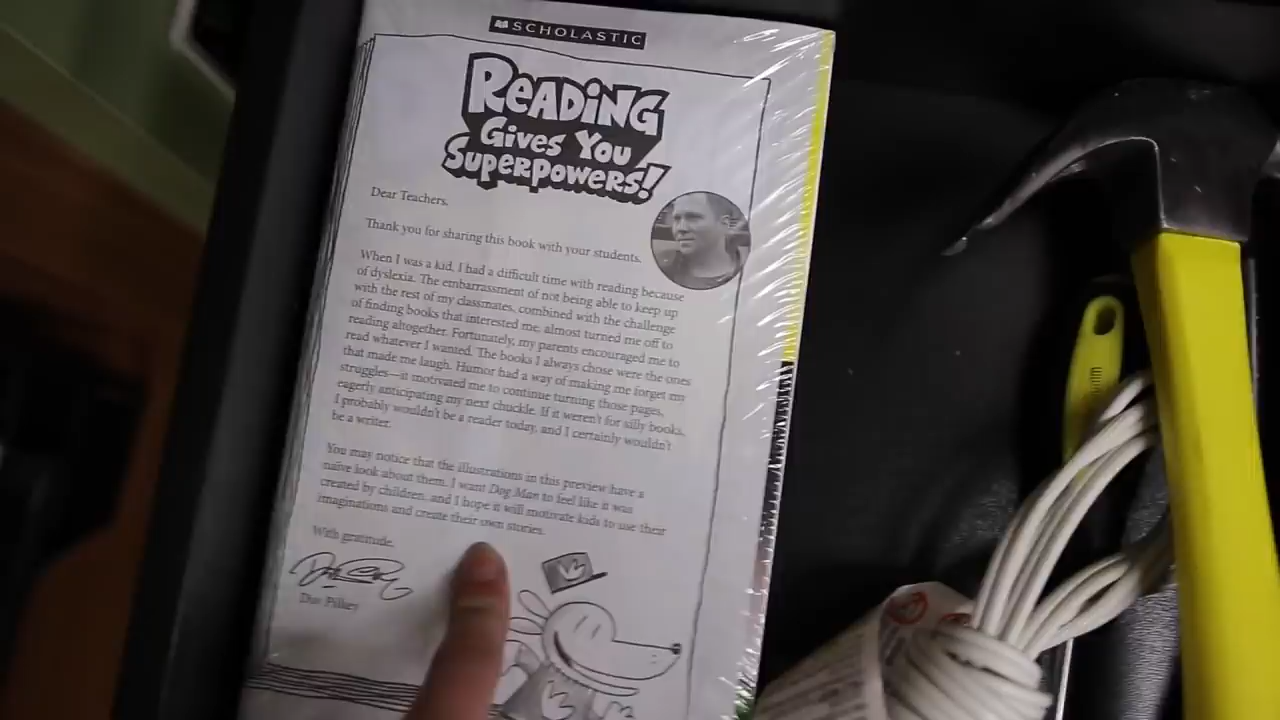 SCHOLASTIC
READING
GIVES YOU
SUPERPOWERS!
Dear Teachers,
Thank you for sharing this book with your students.
When I was a kid, I had a difficult time with reading because
of dyslexia. The embarrassment of not being able to keep up
with the rest of my classmates, combined with the challenge
of finding books that interested me, almost turned me off to
reading altogether. Fortunately, my parents encouraged me to
read whatever I wanted. The books I always chose were the ones
that made me laugh. Humor had a way of making me forget my
struggles—it motivated me to continue turning those pages,
eagerly anticipating my next chuckle. If it weren't for silly books,
I probably wouldn't be a reader today, and I certainly wouldn't
be a writer.
You may notice that the illustrations in this preview have a
naïve look about them. I want Dog Man to feel like it was
created by children, and I hope it will motivate kids to use their
imaginations and create their own stories.
With gratitude,
Dav Pilkey